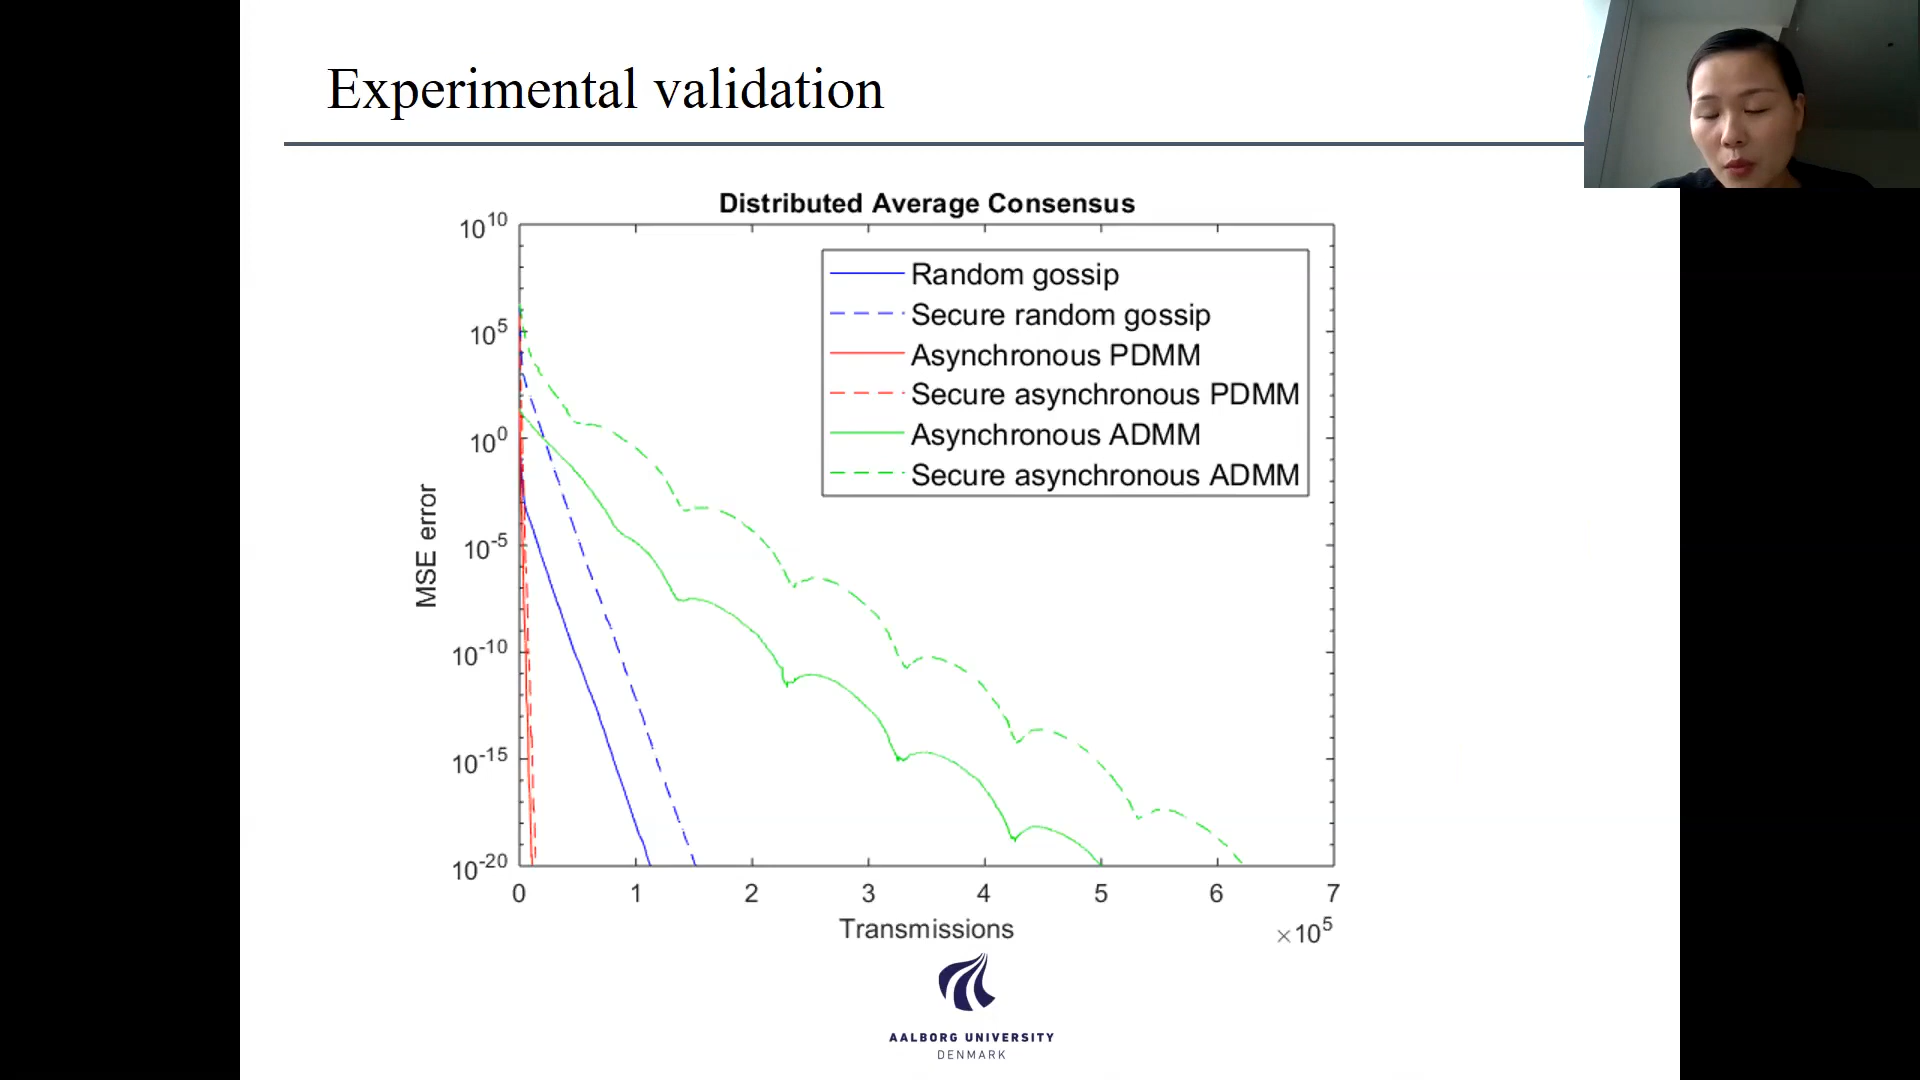 Experimental validation
Distributed Average Consensus
10^10
10^5
10^0
10^-5
10^-10
10^-15
10^-20
MSE error
Random gossip
Secure random gossip
Asynchronous PDMM
Secure asynchronous PDMM
Asynchronous ADMM
Secure asynchronous ADMM
0 1 2 3 4 5 6 7
Transmissions
×10^5
AALBORG UNIVERSITY
DENMARK